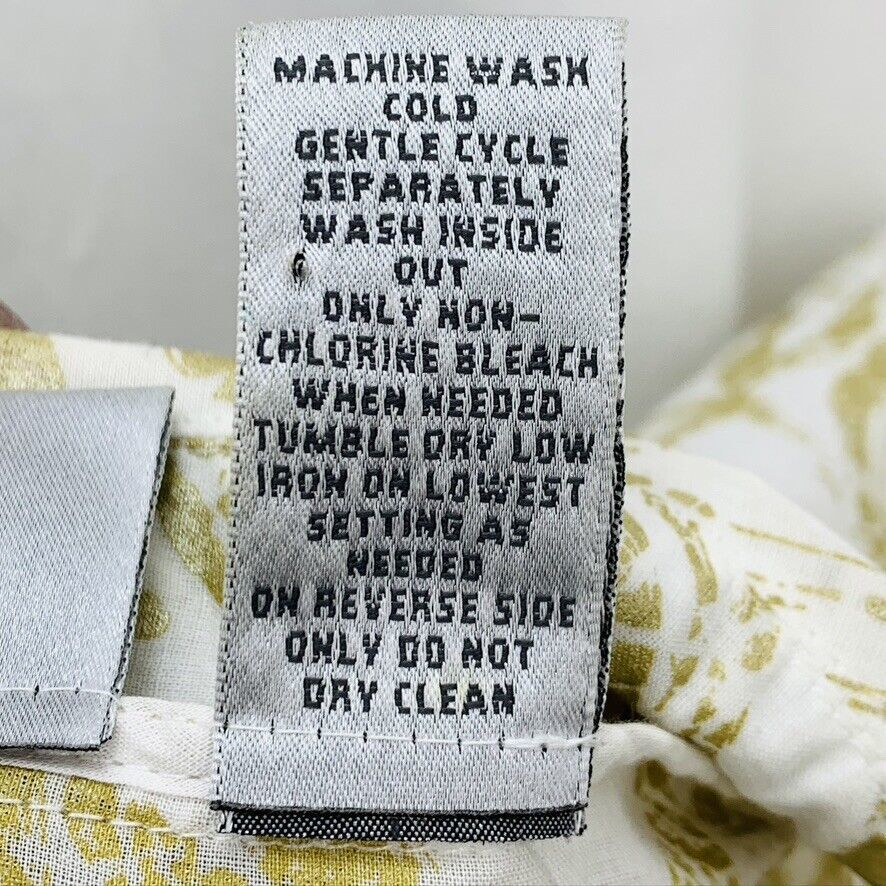 MACHINE WASH
COLD
GENTLE CYCLE
SEPARATELY
WASH INSIDE
OUT
ONLY NON-
CHLORINE BLEACH
WHEN NEEDED
TUMBLE DRY LOW
IRON ON LOWEST
SETTING AS
NEEDED
ON REVERSE SIDE
ONLY DO NOT
DRY CLEAN